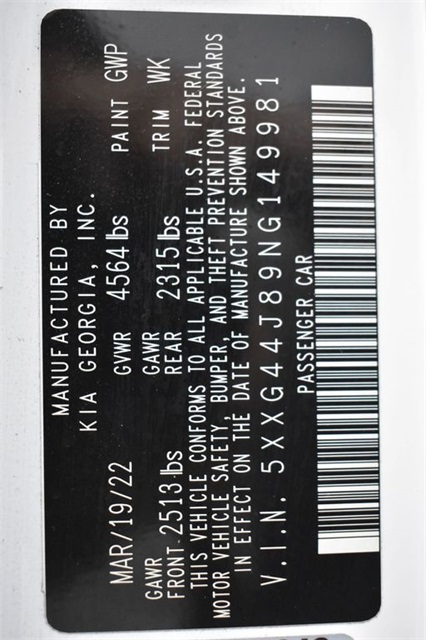 MANUFACTURED BY
KIA GEORGIA, INC.
MAR/19/22 GVWR 4564 lbs PAINT GWP
GAWR FRONT 2513 lbs GAWR REAR 2315 lbs TRIM WK
THIS VEHICLE CONFORMS TO ALL APPLICABLE U.S.A. FEDERAL
MOTOR VEHICLE SAFETY, BUMPER, AND THEFT PREVENTION STANDARDS
IN EFFECT ON THE DATE OF MANUFACTURE SHOWN ABOVE.
V.I.N. 5XXG44J89NG149981
PASSENGER CAR